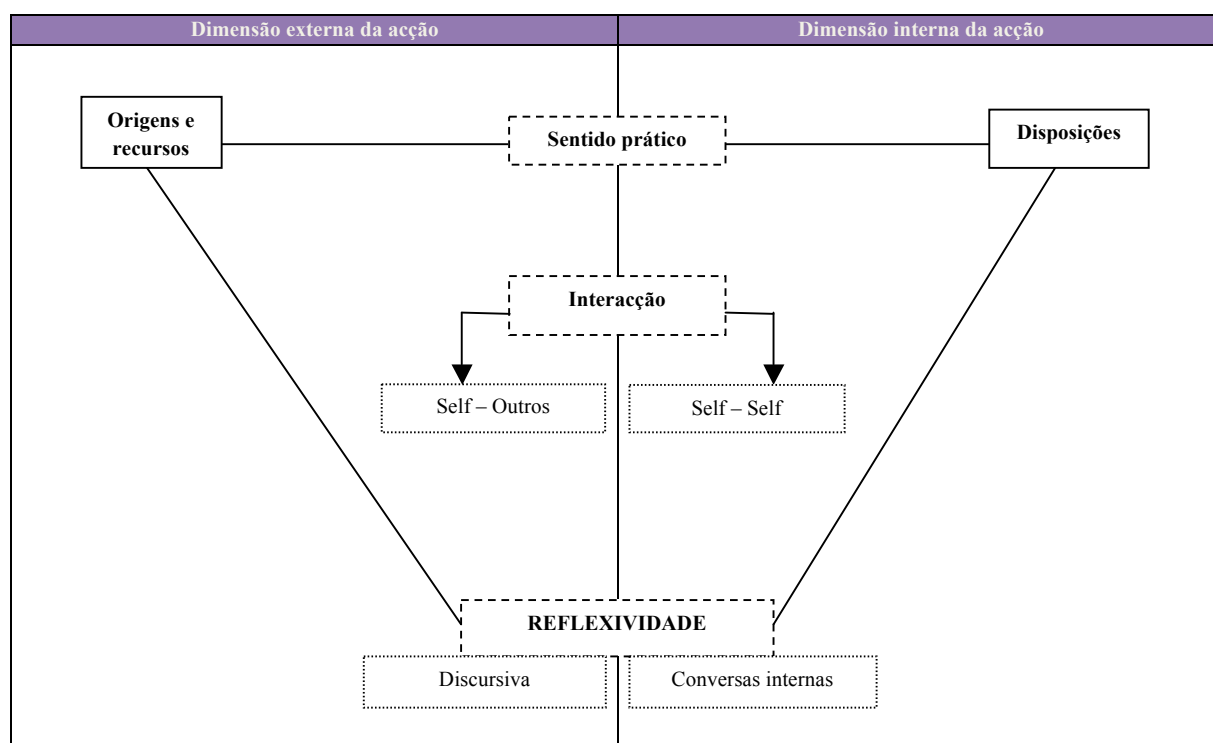 Dimensão externa da acção
Dimensão interna da acção
Origens e
recursos
Sentido prático
Disposições
Interacção
Self – Outros
Self – Self
REFLEXIVIDADE
Discursiva
Conversas internas